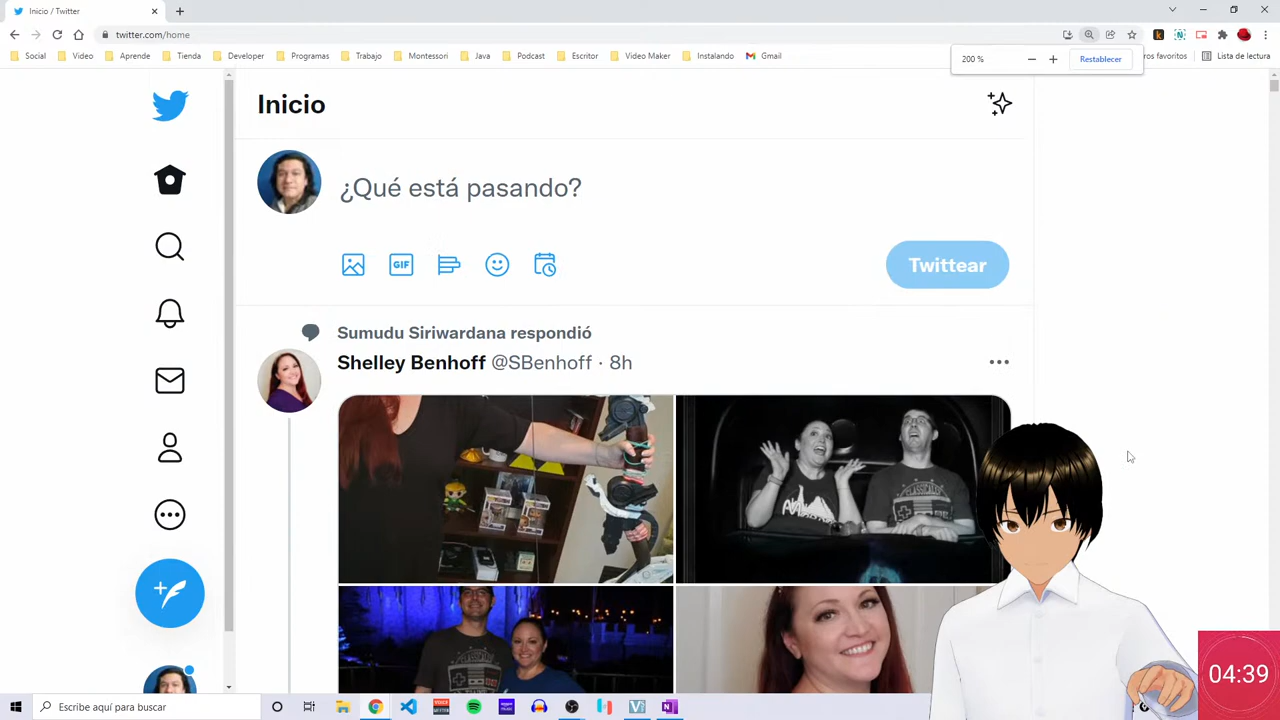 Inicio / Twitter
twitter.com/home
Social Video Aprende Tienda Developer Programas Trabajo Montessori Java Podcast Escritor Video Maker Instalando Gmail
ros favoritos Lista de lectura
200 % Restablecer
Inicio
¿Qué está pasando?
GIF
Twittear
Sumudu Siriwardana respondió
Shelley Benhoff @SBenhoff · 8h
04:39
Escribe aquí para buscar